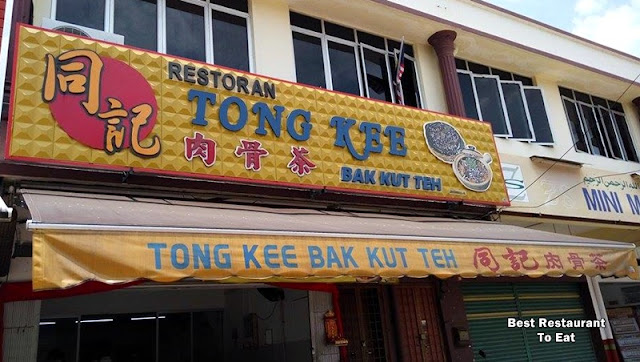 同記
RESTORAN
TONG KEE
肉骨茶
BAK KUT TEH
MINI M
TONG KEE BAK KUT TEH 同記肉骨茶
Best Restaurant
To Eat